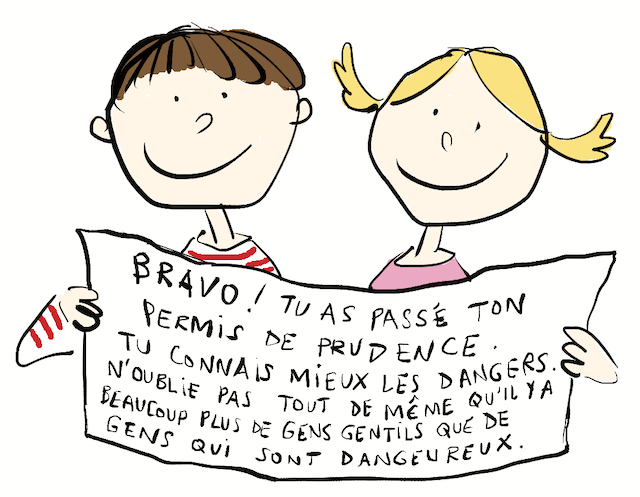 BRAVO! TU AS PASSÉ TON
PERMIS DE PRUDENCE.
TU CONNAIS MIEUX LES DANGERS.
N'OUBLIE PAS TOUT DE MÊME QU'IL Y A
BEAUCOUP PLUS DE GENS GENTILS QUE DE
GENS QUI SONT DANGEUREUX.